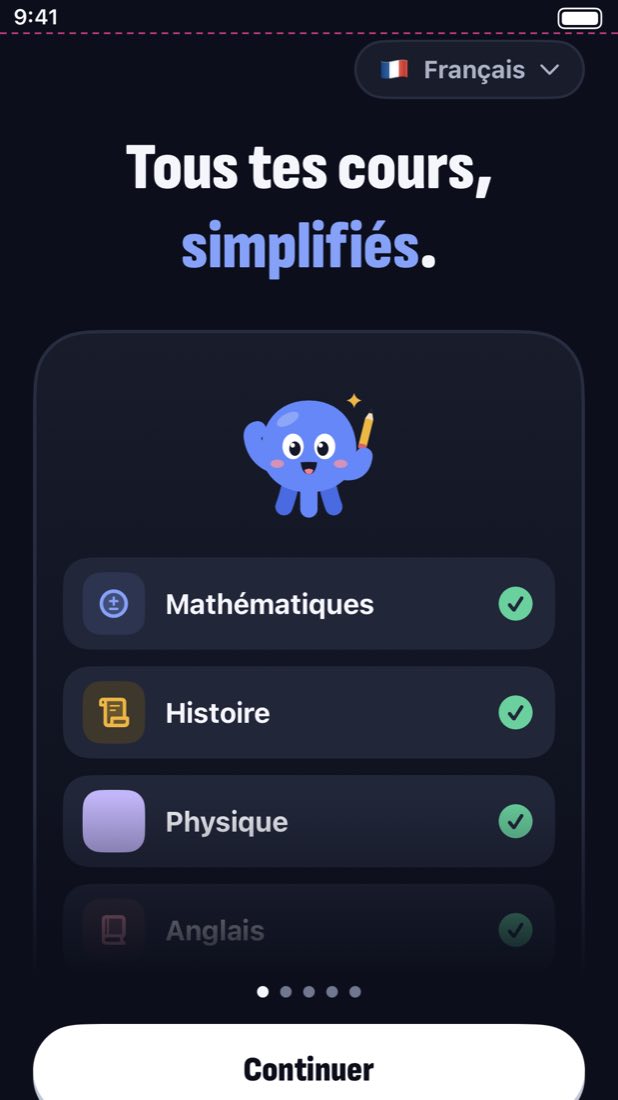 9:41
Français
Tous tes cours,
simplifiés.
Mathématiques
Histoire
Physique
Anglais
Continuer